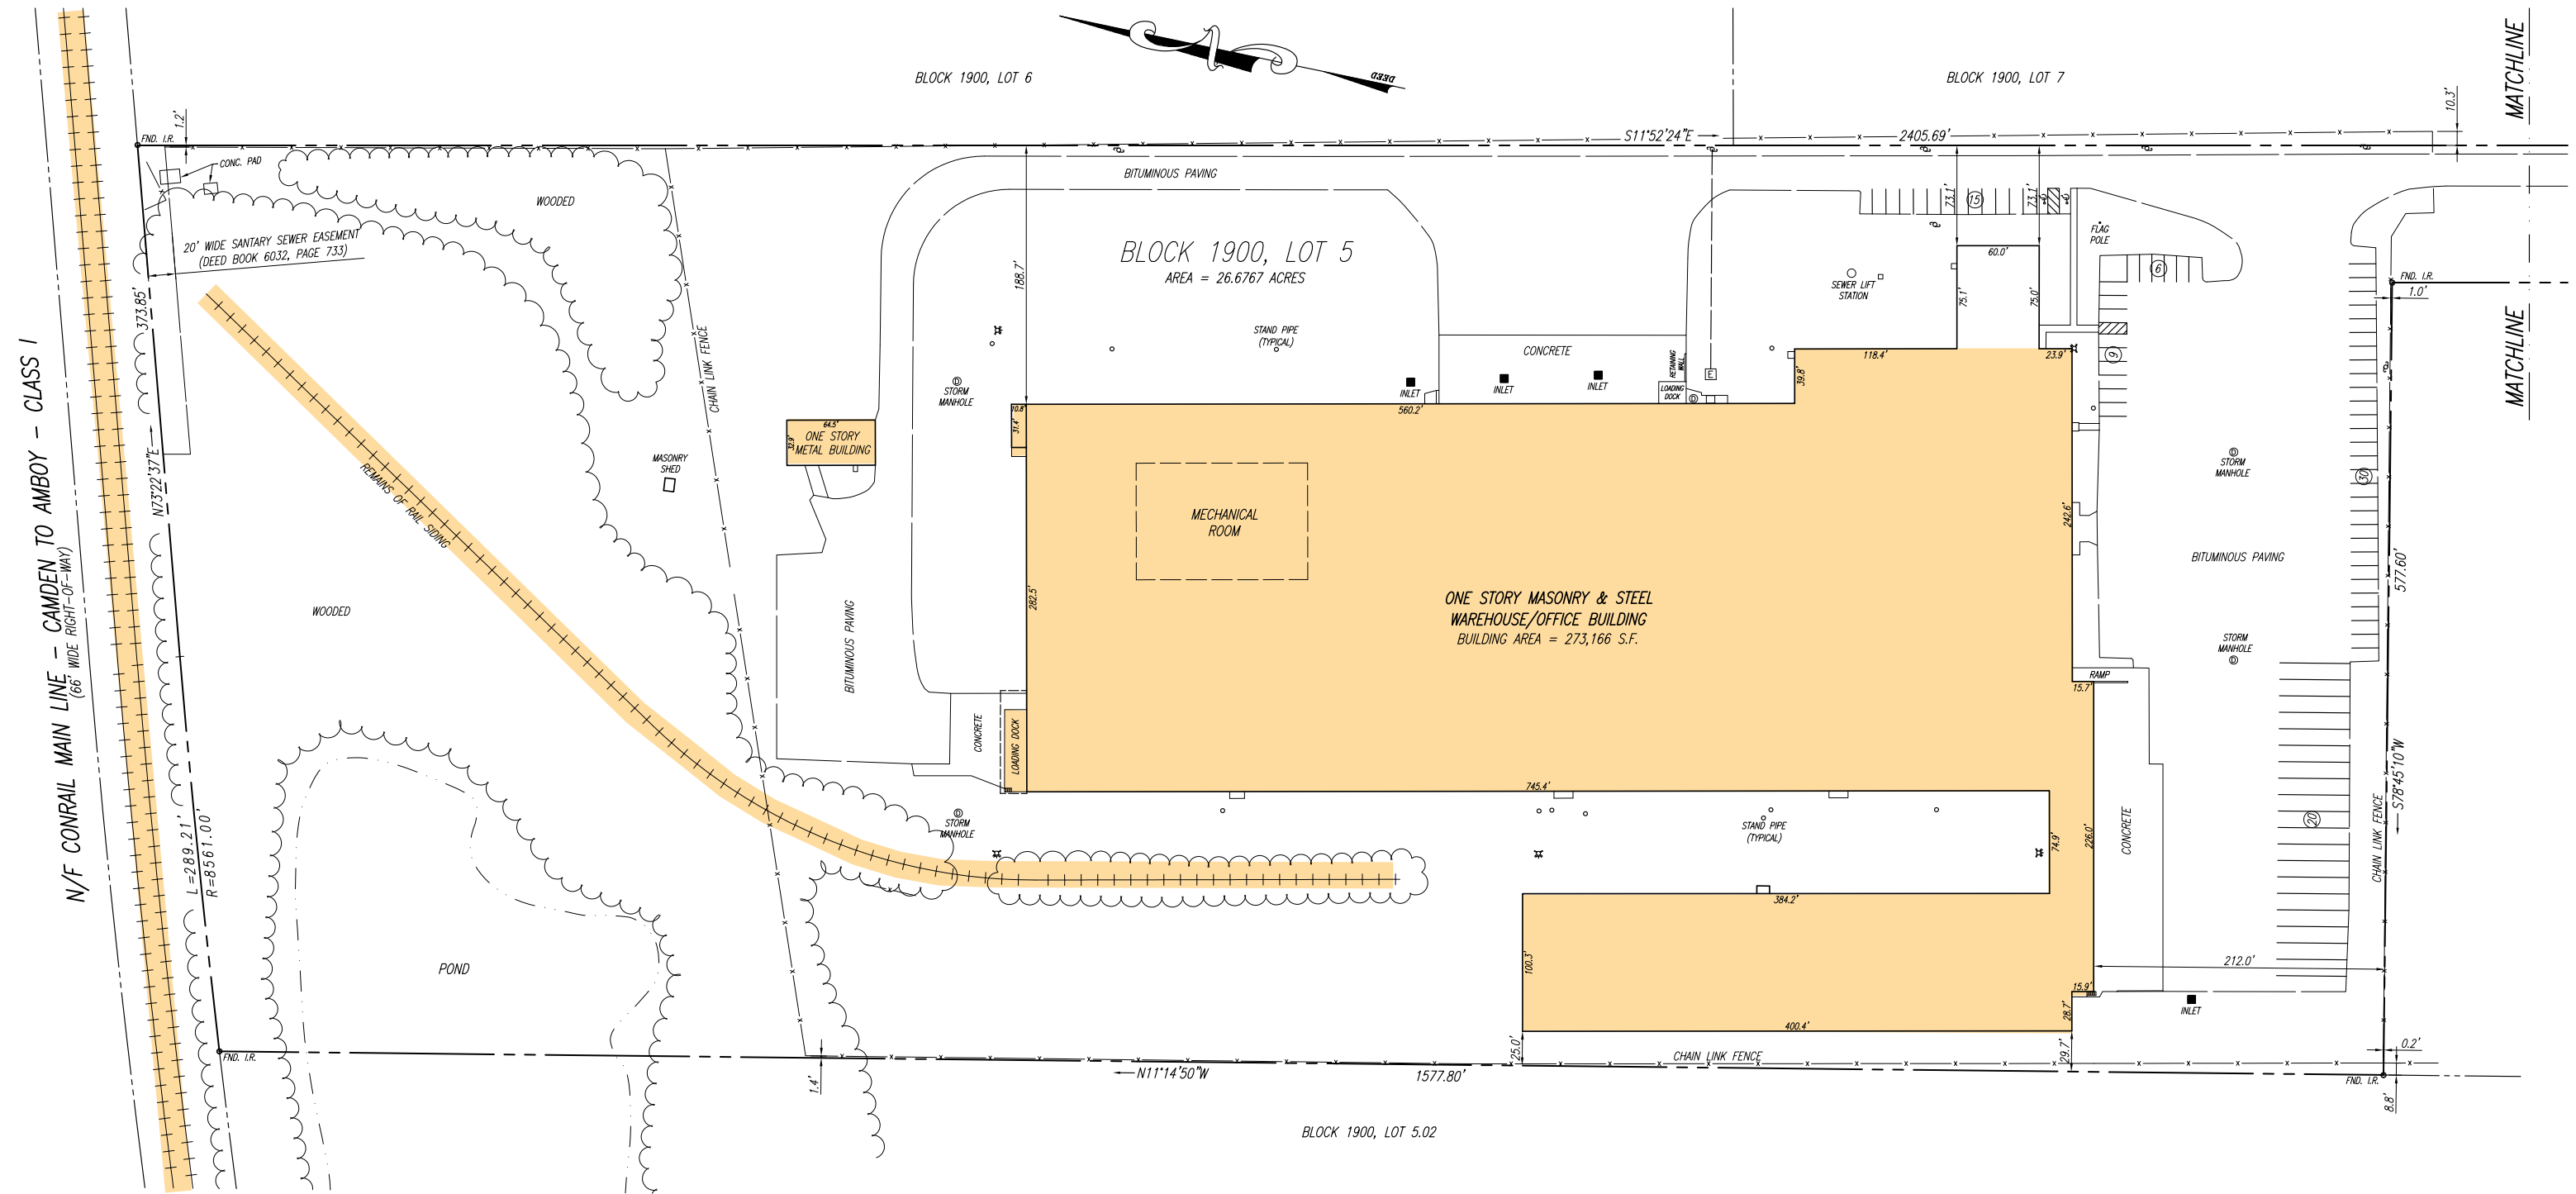 N/F CONRAIL MAIN LINE - CAMDEN TO AMBOY - CLASS I
(66' WIDE RIGHT-OF-WAY)
DEED
BLOCK 1900, LOT 6
BLOCK 1900, LOT 7
MATCHLINE
MATCHLINE
10.3'
1.2'
FND. I.R.
CONC. PAD
S11°52'24"E
2405.69'
BITUMINOUS PAVING
WOODED
20' WIDE SANTARY SEWER EASEMENT
(DEED BOOK 6032, PAGE 733)
373.85'
N73°22'37"E
BLOCK 1900, LOT 5
AREA = 26.6767 ACRES
188.7'
73.1'
73.1'
15
FLAG
POLE
6
60.0'
75.1'
75.0'
SEWER LIFT
STATION
FND. I.R.
1.0'
STAND PIPE
(TYPICAL)
CONCRETE
RETAINING
WALL
LOADING
DOCK
E
118.4'
23.9'
39.8'
9
CHAIN LINK FENCE
D
STORM
MANHOLE
INLET
INLET
INLET
D
10.8'
31.4'
560.2'
64.5'
32.9'
ONE STORY
METAL BUILDING
MASONRY
SHED
REMAINS OF RAIL SIDING
MECHANICAL
ROOM
242.6'
D
STORM
MANHOLE
30
BITUMINOUS PAVING
577.60'
WOODED
282.5'
BITUMINOUS PAVING
ONE STORY MASONRY & STEEL
WAREHOUSE/OFFICE BUILDING
BUILDING AREA = 273,166 S.F.
STORM
MANHOLE
D
RAMP
15.7'
CONCRETE
LOADING DOCK
745.4'
S78°45'10"W
CHAIN LINK FENCE
20
L=289.21'
R=8561.00'
D
STORM
MANHOLE
STAND PIPE
(TYPICAL)
74.9'
226.0'
CONCRETE
384.2'
POND
100.3'
212.0'
15.9'
28.7'
INLET
400.4'
FND. I.R.
25.0'
29.7'
CHAIN LINK FENCE
0.2'
1.4'
N11°14'50"W
1577.80'
FND. I.R.
8.8'
BLOCK 1900, LOT 5.02